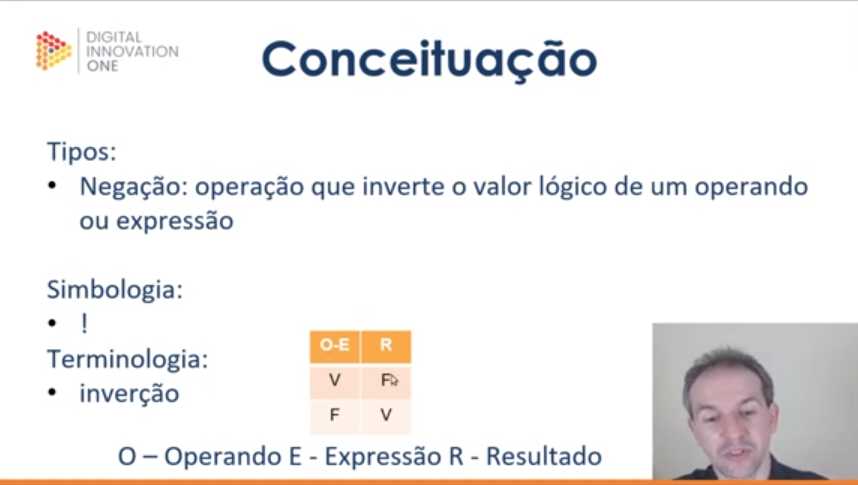 DIGITAL
INNOVATION
ONE
Conceituação
Tipos:
• Negação: operação que inverte o valor lógico de um operando
ou expressão
Simbologia:
• !
Terminologia:
• inverção
O-E R
V F
F V
O – Operando E - Expressão R - Resultado